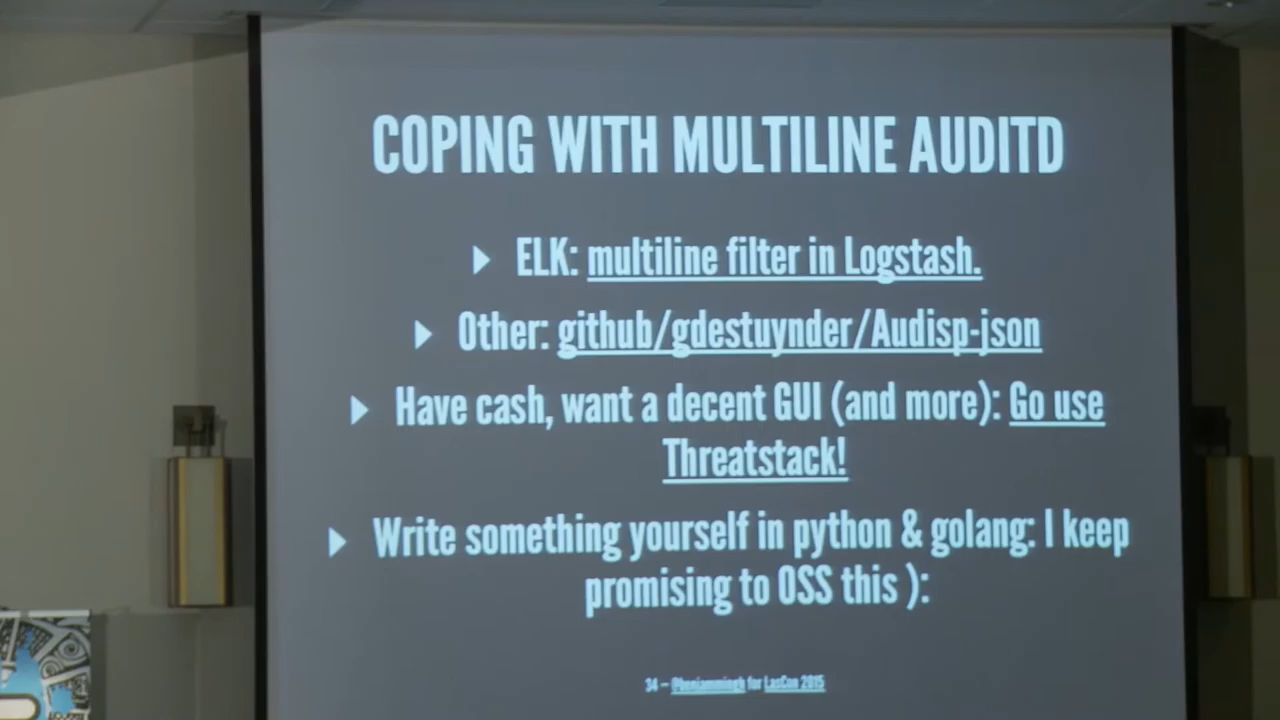 COPING WITH MULTILINE AUDITD
▶ ELK: multiline filter in Logstash.
▶ Other: github/gdestuynder/Audisp-json
▶ Have cash, want a decent GUI (and more): Go use
Threatstack!
▶ Write something yourself in python & golang: I keep
promising to OSS this ):
34 – @benjammingh for LasCon 2015